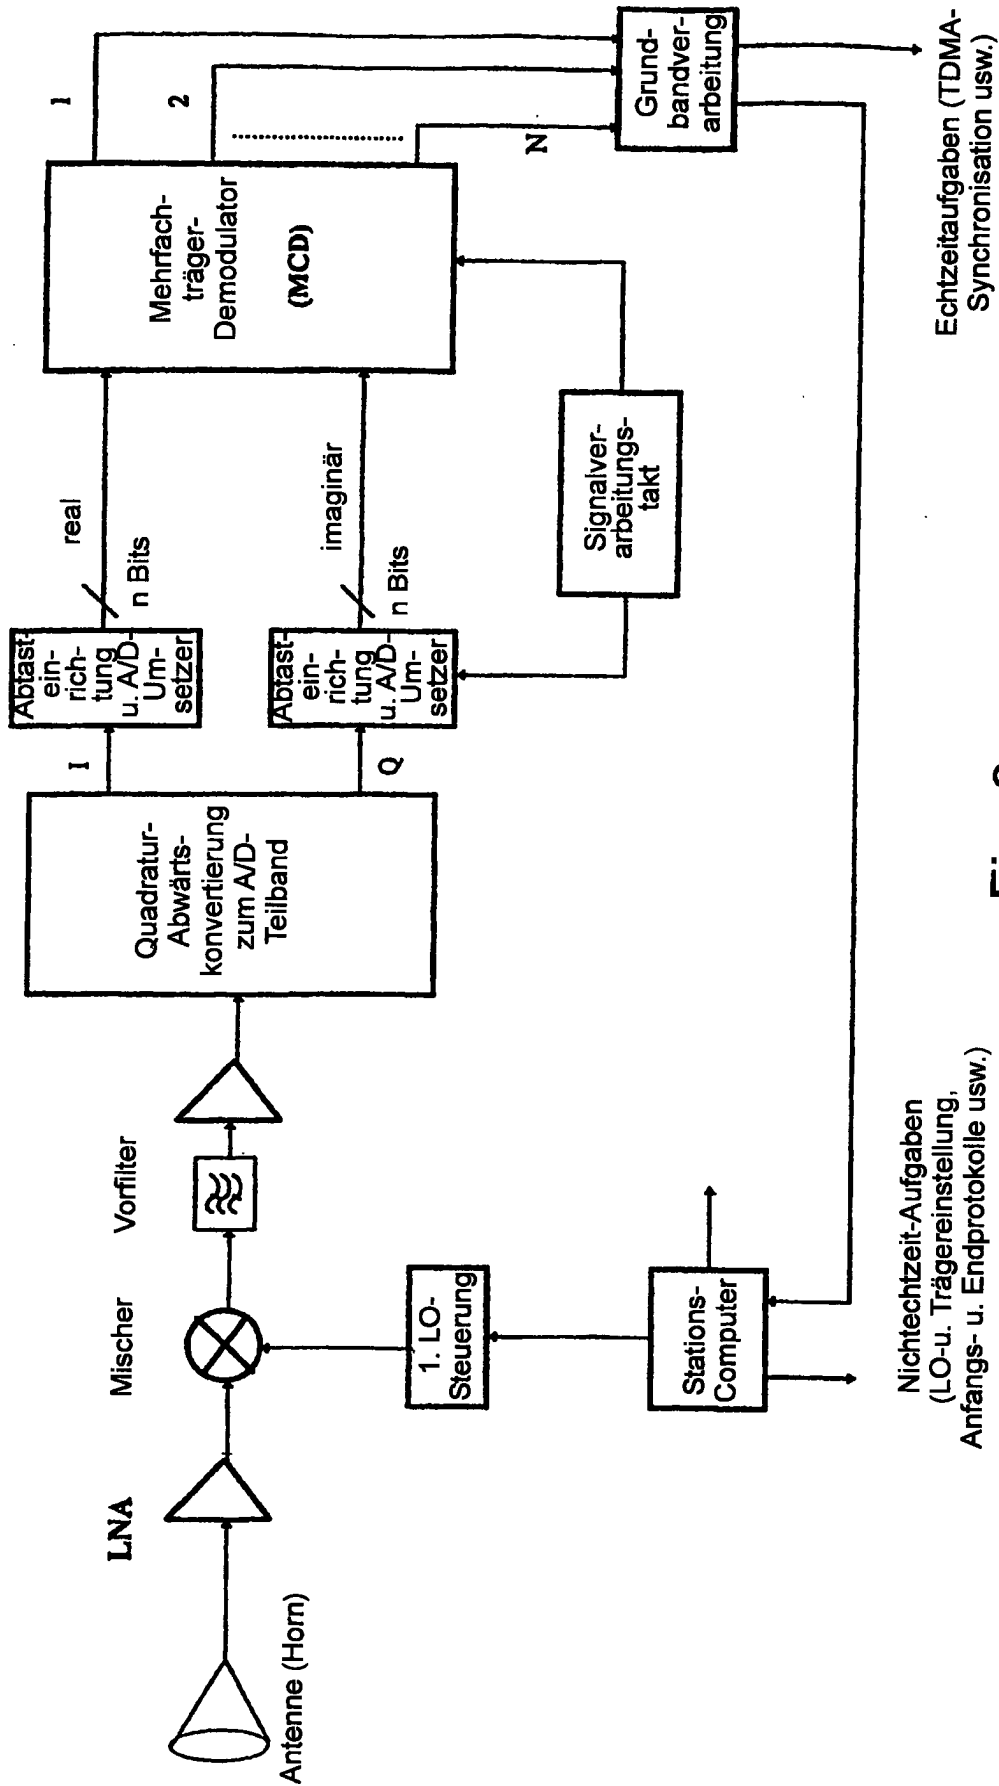 Antenne (Horn)
LNA
Mischer
Vorfilter
1. LO-
Steuerung
Stations-
Computer
Nichtechtzeit-Aufgaben
(LO-u. Trägereinstellung,
Anfangs- u. Endprotokolle usw.)
Quadratur-
Abwärts-
konvertierung
zum A/D-
Teilband
I
Q
Abtast-
ein-
rich-
tung
u. A/D-
Um-
setzer
Abtast-
ein-
rich-
tung
u. A/D-
Um-
setzer
n Bits
real
n Bits
imaginär
Signalver-
arbeitungs-
takt
Mehrfach-
träger-
Demodulator
(MCD)
1
2
N
Grund-
bandver-
arbeitung
Echtzeitaufgaben (TDMA-
Synchronisation usw.)